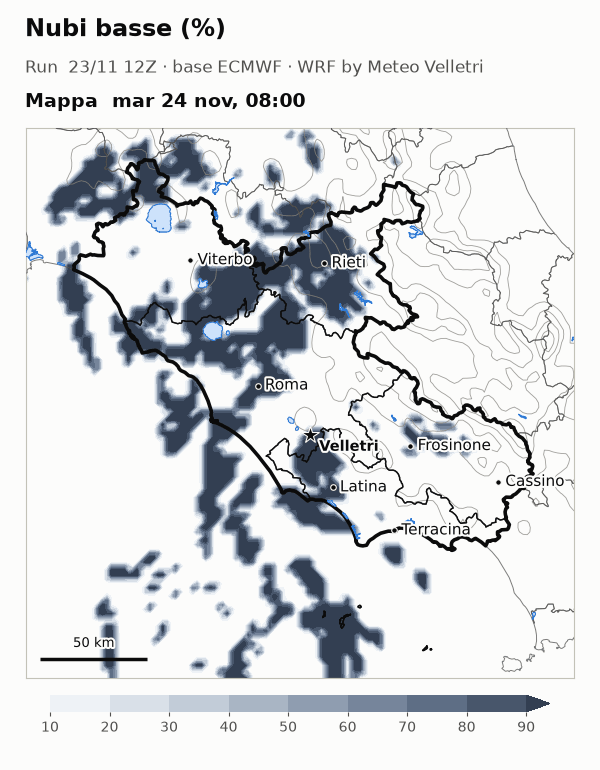 Nubi basse (%)
Run  23/11 12Z · base ECMWF · WRF by Meteo Velletri
Mappa  mar 24 nov, 08:00
Viterbo
Rieti
Roma
Velletri
Frosinone
Cassino
Latina
Terracina
50 km
10 20 30 40 50 60 70 80 90